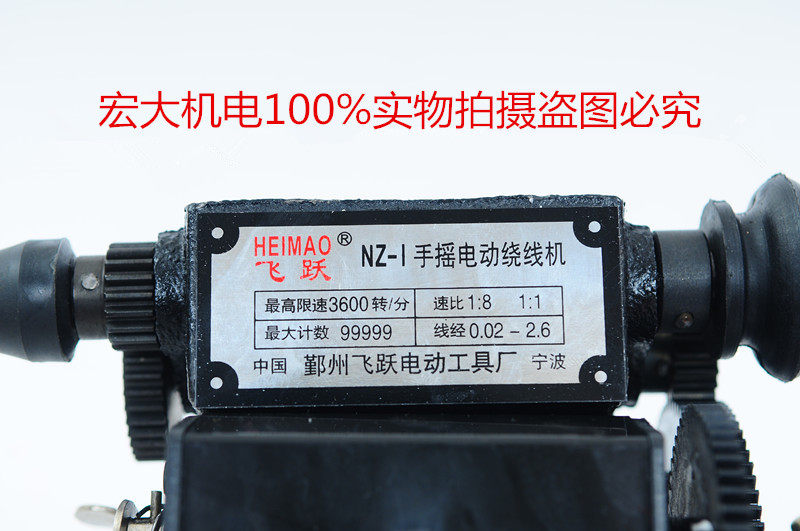 宏大机电100%实物拍摄盗图必究
HEIMAO® NZ-I 手摇电动绕线机
飞跃
最高限速3600转/分 速比1:8 1:1
最大计数 99999 线经0.02-2.6
中国 鄞州飞跃电动工具厂 宁波